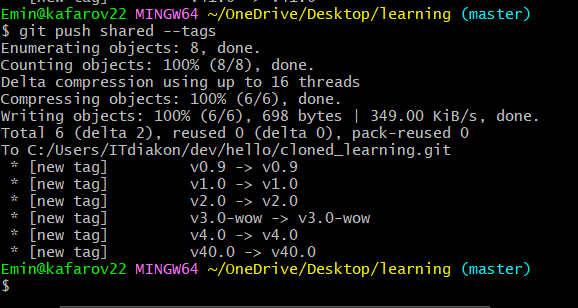 Emin@kafarov22 MINGW64 ~/OneDrive/Desktop/learning (master)
$ git push shared --tags
Enumerating objects: 8, done.
Counting objects: 100% (8/8), done.
Delta compression using up to 16 threads
Compressing objects: 100% (6/6), done.
Writing objects: 100% (6/6), 698 bytes | 349.00 KiB/s, done.
Total 6 (delta 2), reused 0 (delta 0), pack-reused 0
To C:/Users/ITdiakon/dev/hello/cloned_learning.git
 * [new tag]         v0.9 -> v0.9
 * [new tag]         v1.0 -> v1.0
 * [new tag]         v2.0 -> v2.0
 * [new tag]         v3.0-wow -> v3.0-wow
 * [new tag]         v4.0 -> v4.0
 * [new tag]         v40.0 -> v40.0
Emin@kafarov22 MINGW64 ~/OneDrive/Desktop/learning (master)
$